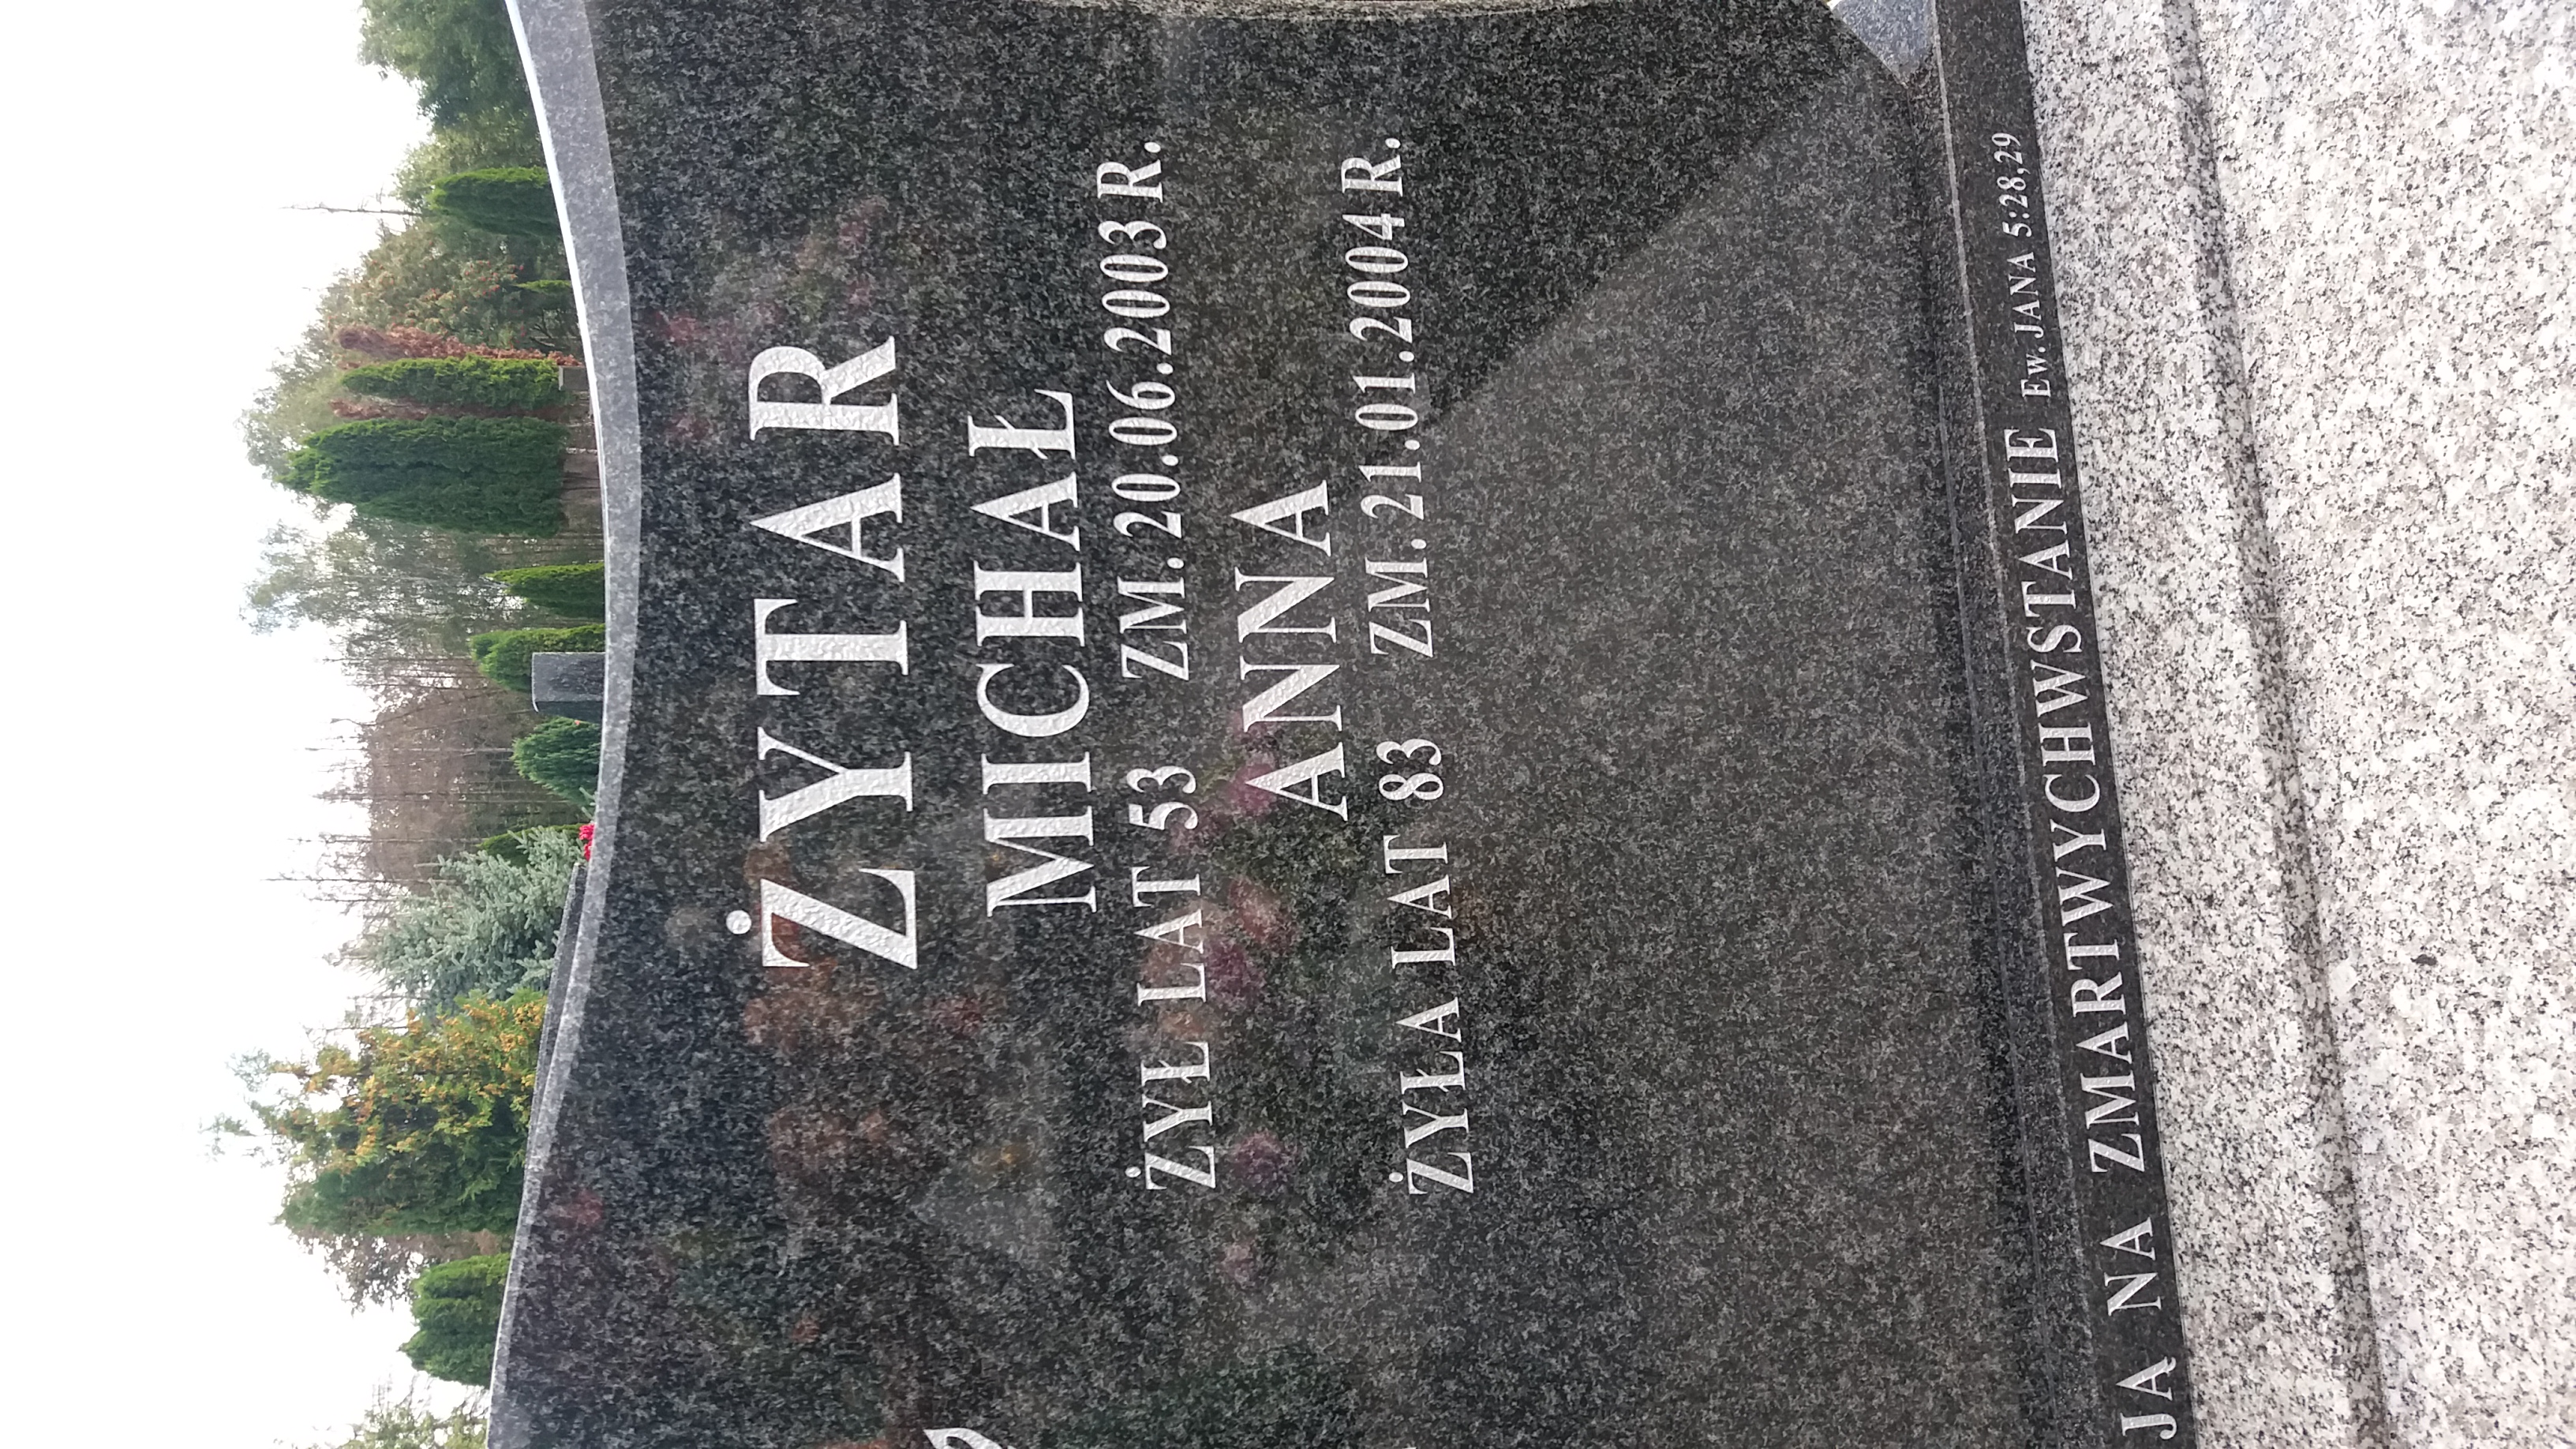 ŻYTAR
MICHAŁ
ŻYŁ LAT 53 ZM. 20.06.2003 R.
ANNA
ŻYŁA LAT 83 ZM. 21.01.2004 R.
JĄ NA ZMARTWYCHWSTANIE Ew. JANA 5:28,29